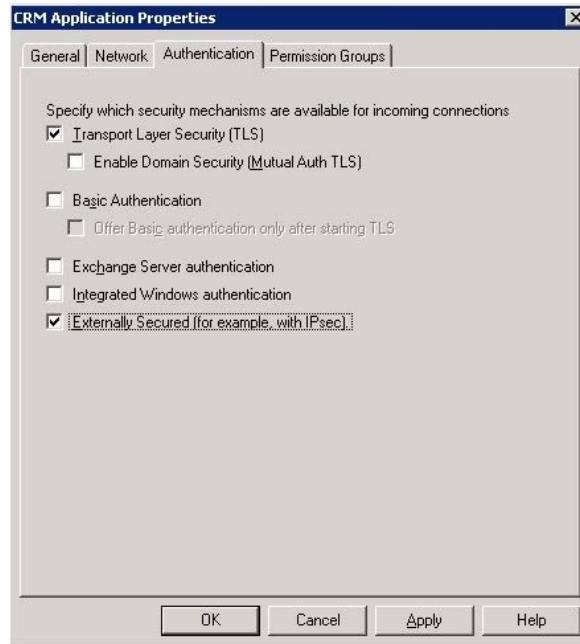 CRM Application Properties
General Network Authentication Permission Groups
Specify which security mechanisms are available for incoming connections
Transport Layer Security (TLS)
Enable Domain Security (Mutual Auth TLS)
Basic Authentication
Offer Basic authentication only after starting TLS
Exchange Server authentication
Integrated Windows authentication
Externally Secured (for example, with IPsec).
OK Cancel Apply Help